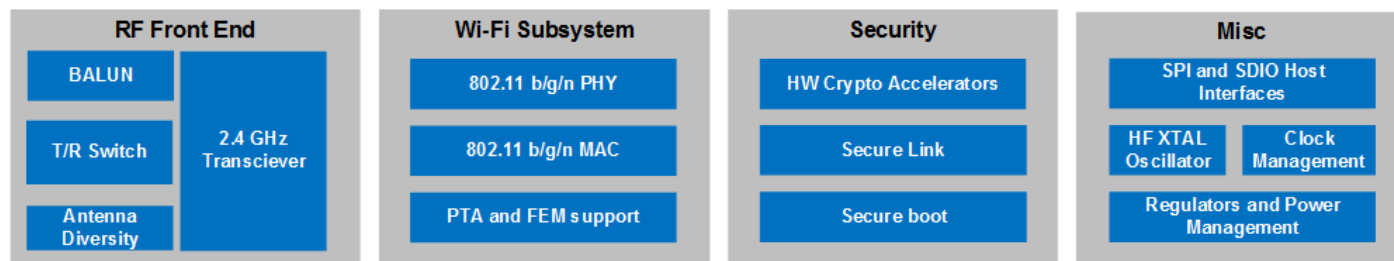 RF Front End
BALUN
T/R Switch
Antenna
Diversity
2.4 GHz
Transciever
Wi-Fi Subsystem
802.11 b/g/n PHY
802.11 b/g/n MAC
PTA and FEM support
Security
HW Crypto Accelerators
Secure Link
Secure boot
Misc
SPI and SDIO Host
Interfaces
HF XTAL
Oscillator
Clock
Management
Regulators and Power
Management